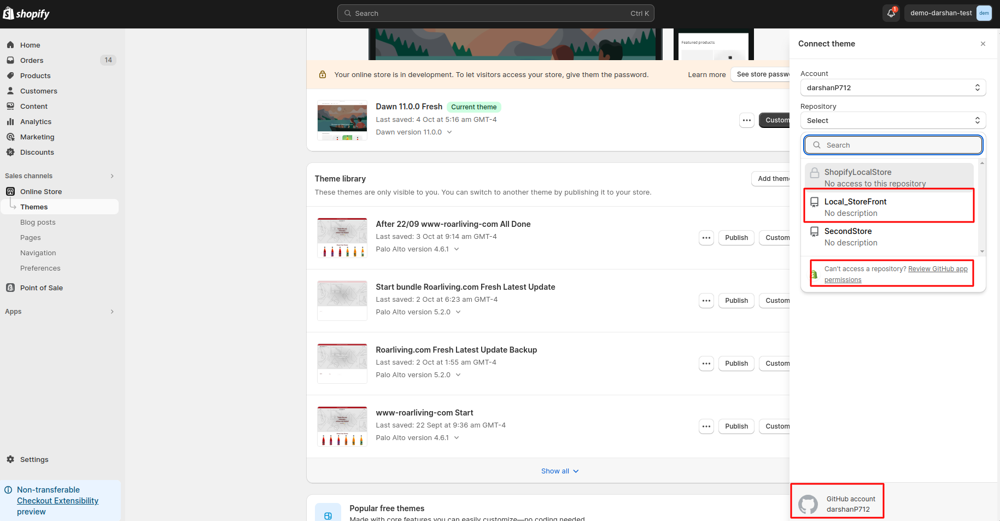 shopify
Search
Ctrl K
1
demo-darshan-test
dem
Home
Orders
14
Products
Customers
Content
Analytics
Marketing
Discounts
Sales channels
Online Store
Themes
Blog posts
Pages
Navigation
Preferences
Point of Sale
Apps
Settings
Non-transferable
Checkout Extensibility
preview
Featured products
Your online store is in development. To let visitors access your store, give them the password.
Learn more
See store passw
Dawn 11.0.0 Fresh
Current theme
Last saved: 4 Oct at 5:16 am GMT-4
Dawn version 11.0.0
Custom
Theme library
Add theme
These themes are only visible to you. You can switch to another theme by publishing it to your store.
After 22/09 www-roarliving-com All Done
Last saved: 3 Oct at 9:14 am GMT-4
Palo Alto version 4.6.1
Publish
Custom
Start bundle Roarliving.com Fresh Latest Update
Last saved: 2 Oct at 6:23 am GMT-4
Palo Alto version 5.2.0
Publish
Custom
Roarliving.com Fresh Latest Update Backup
Last saved: 2 Oct at 1:55 am GMT-4
Palo Alto version 5.2.0
Publish
Custom
www-roarliving-com Start
Last saved: 22 Sept at 9:36 am GMT-4
Palo Alto version 4.6.1
Publish
Custom
Show all
Popular free themes
Made with core features you can easily customize—no coding needed.
Connect theme
Account
darshanP712
Repository
Select
Search
ShopifyLocalStore
No access to this repository
Local_StoreFront
No description
SecondStore
No description
Can't access a repository? Review GitHub app
permissions
GitHub account
darshanP712